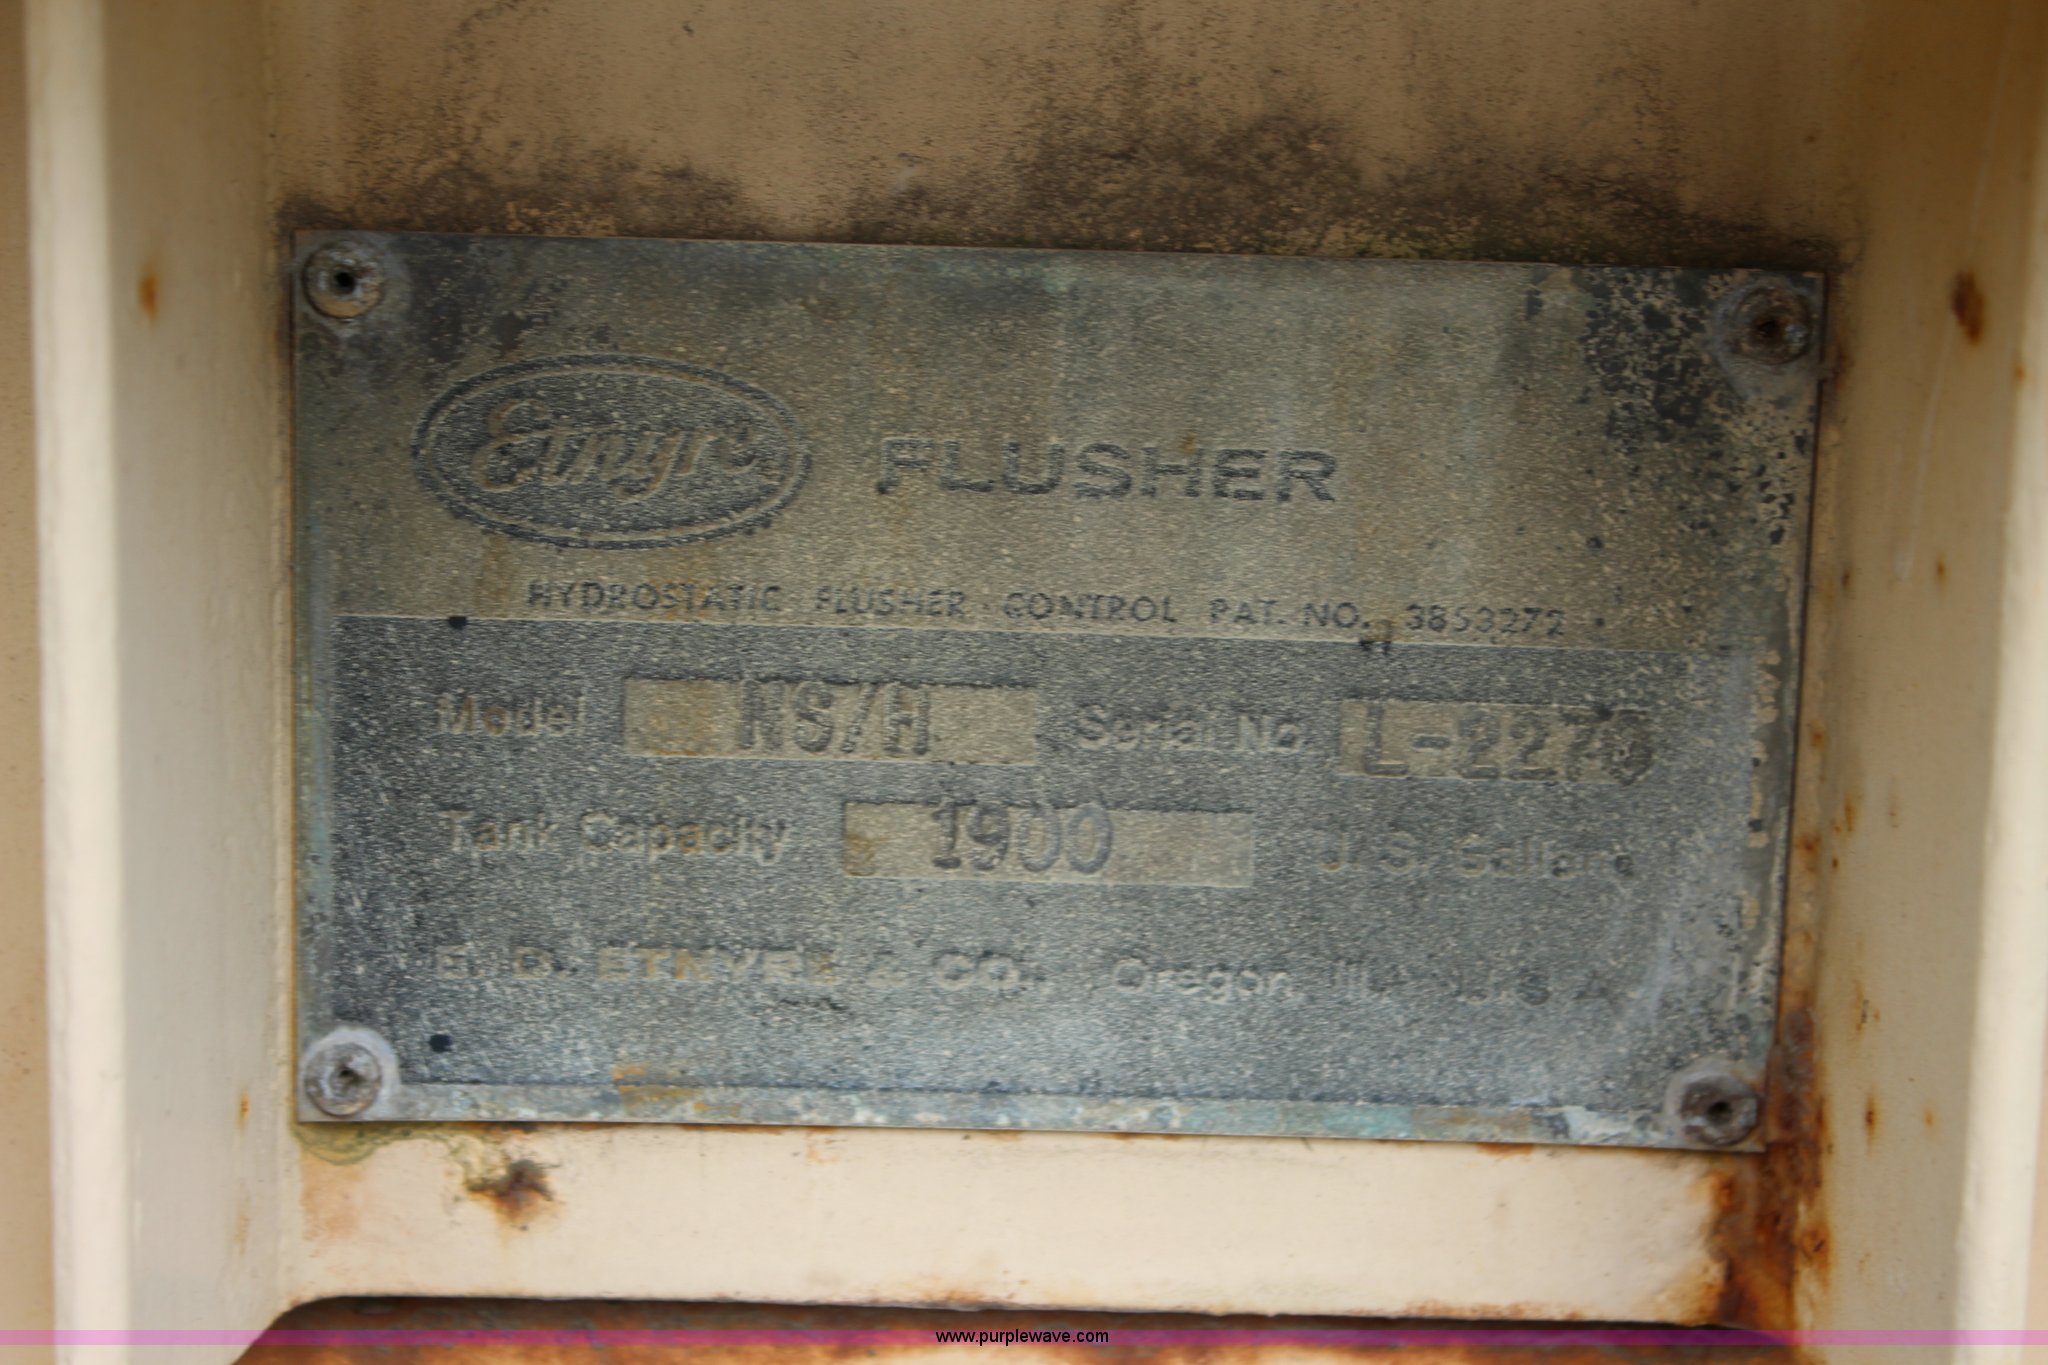 Etnyre FLUSHER
HYDROSTATIC FLUSHER CONTROL PAT. NO. 3853272
Model NS/H Serial No. L-2278
Tank Capacity 1900 U.S. Gallons
E. D. ETNYRE & CO., Oregon, Ill. U.S.A.
www.purplewave.com